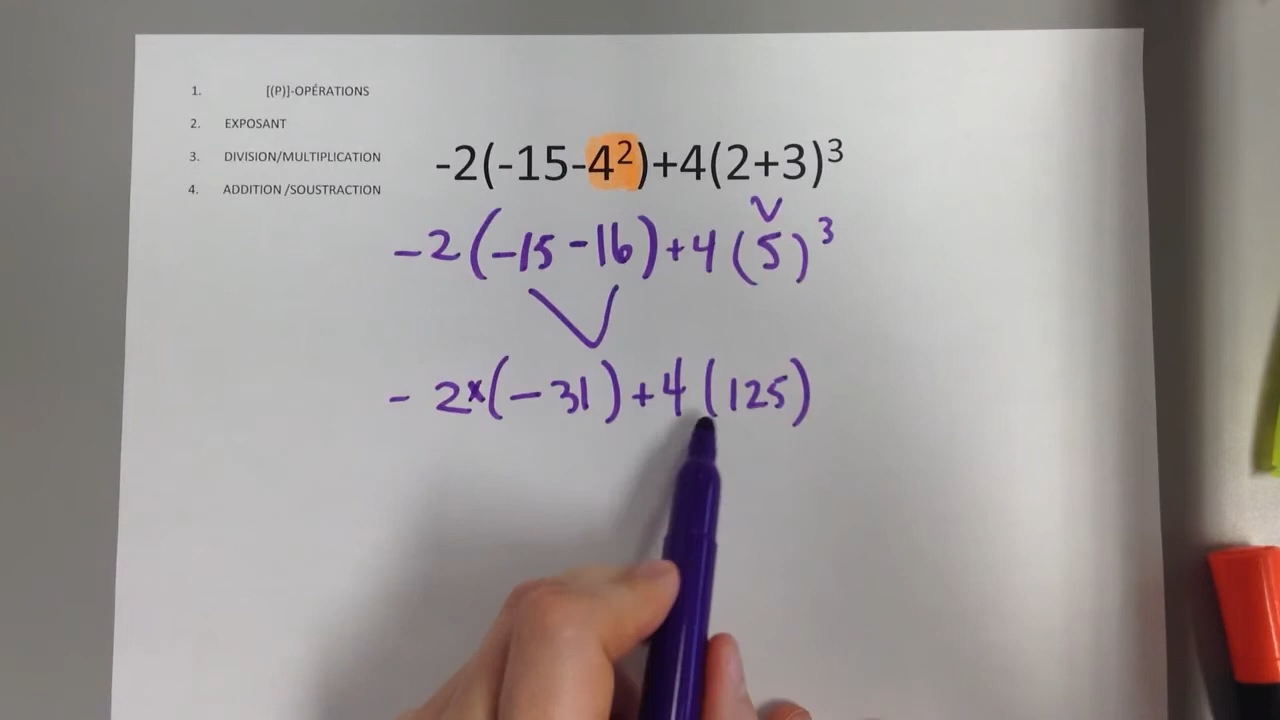 1. [(P)]-OPÉRATIONS
2. EXPOSANT
3. DIVISION/MULTIPLICATION
4. ADDITION /SOUSTRACTION
-2(-15-4²)+4(2+3)³
-2(-15-16)+4(5)³
-2×(-31)+4(125)